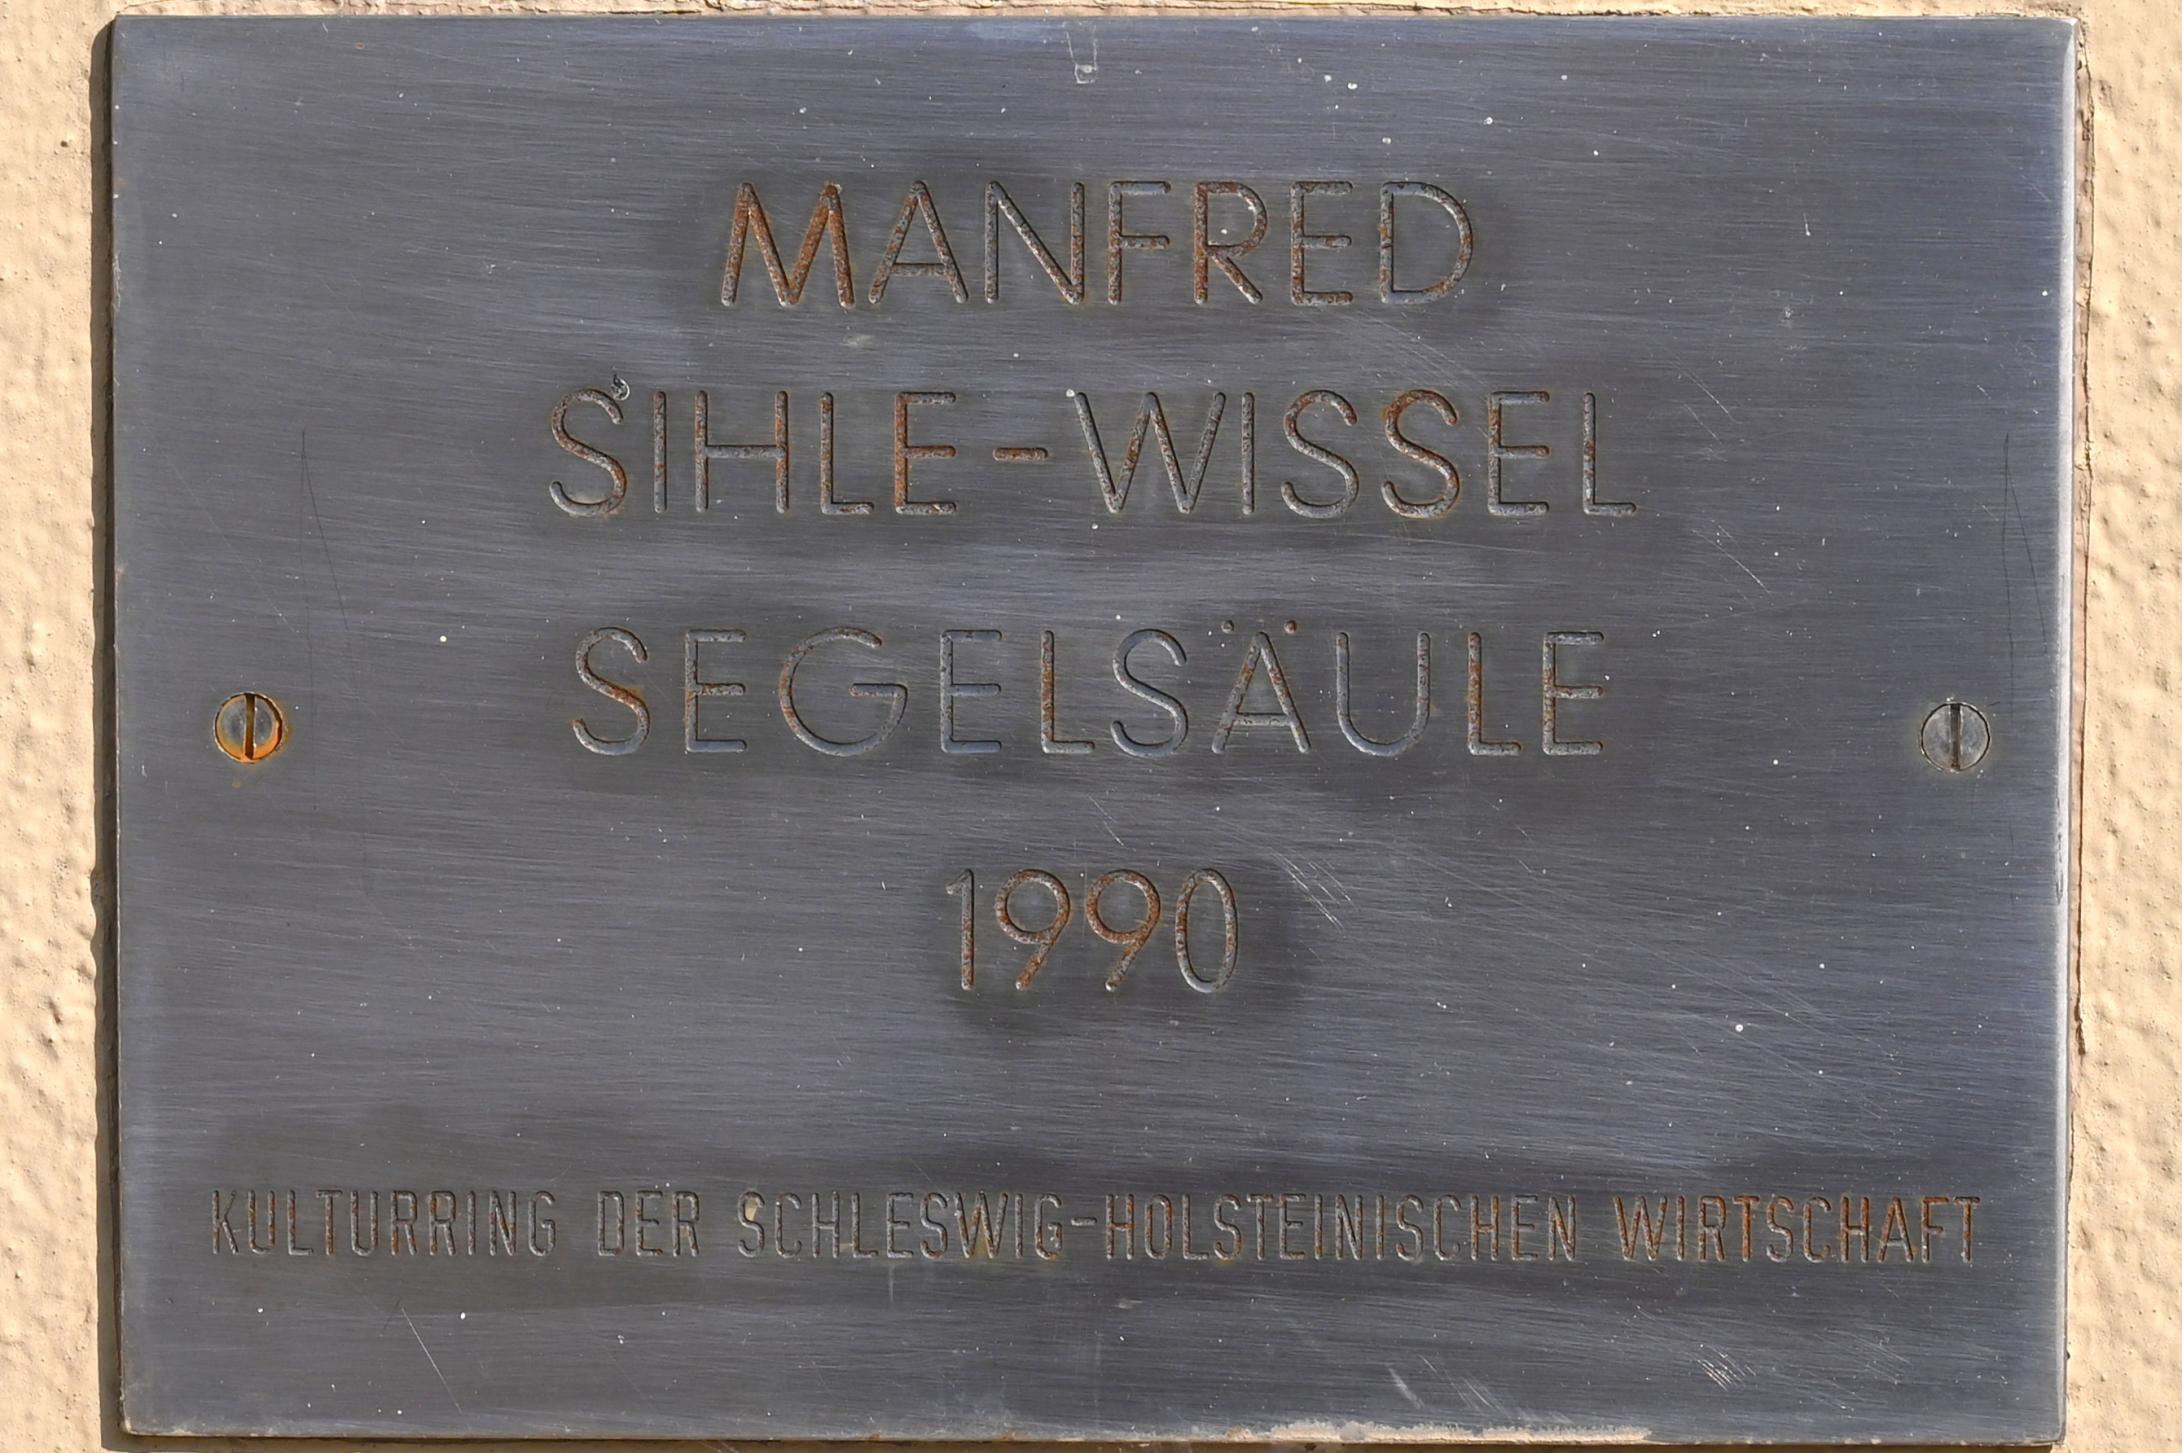 MANFRED
SIHLE-WISSEL
SEGELSÄULE
1990
KULTURRING DER SCHLESWIG-HOLSTEINISCHEN WIRTSCHAFT